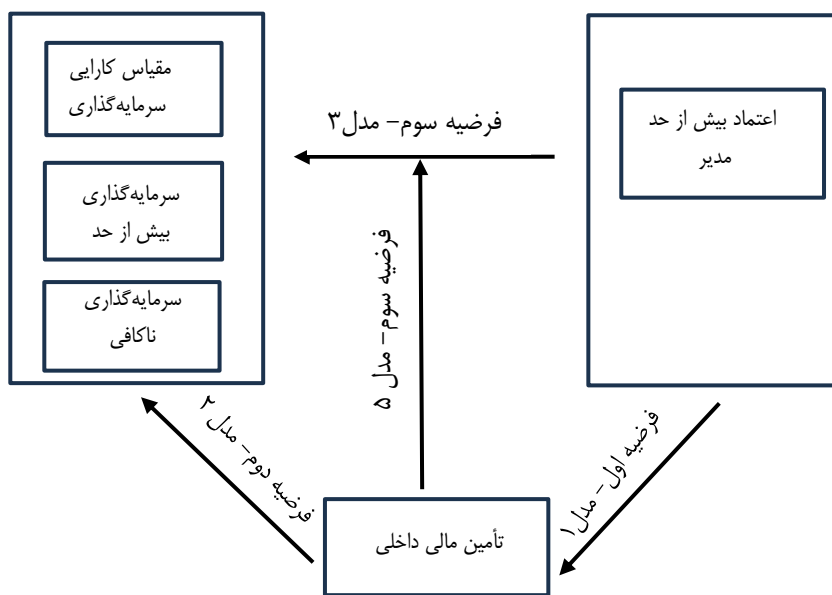 اعتماد بیش از حد
مدیر
فرضیه سوم- مدل۳
مقیاس کارایی
سرمایه‌گذاری
سرمایه‌گذاری
بیش از حد
سرمایه‌گذاری
ناکافی
فرضیه سوم- مدل ۵
فرضیه اول- مدل۱
فرضیه دوم- مدل ۲
تأمین مالی داخلی